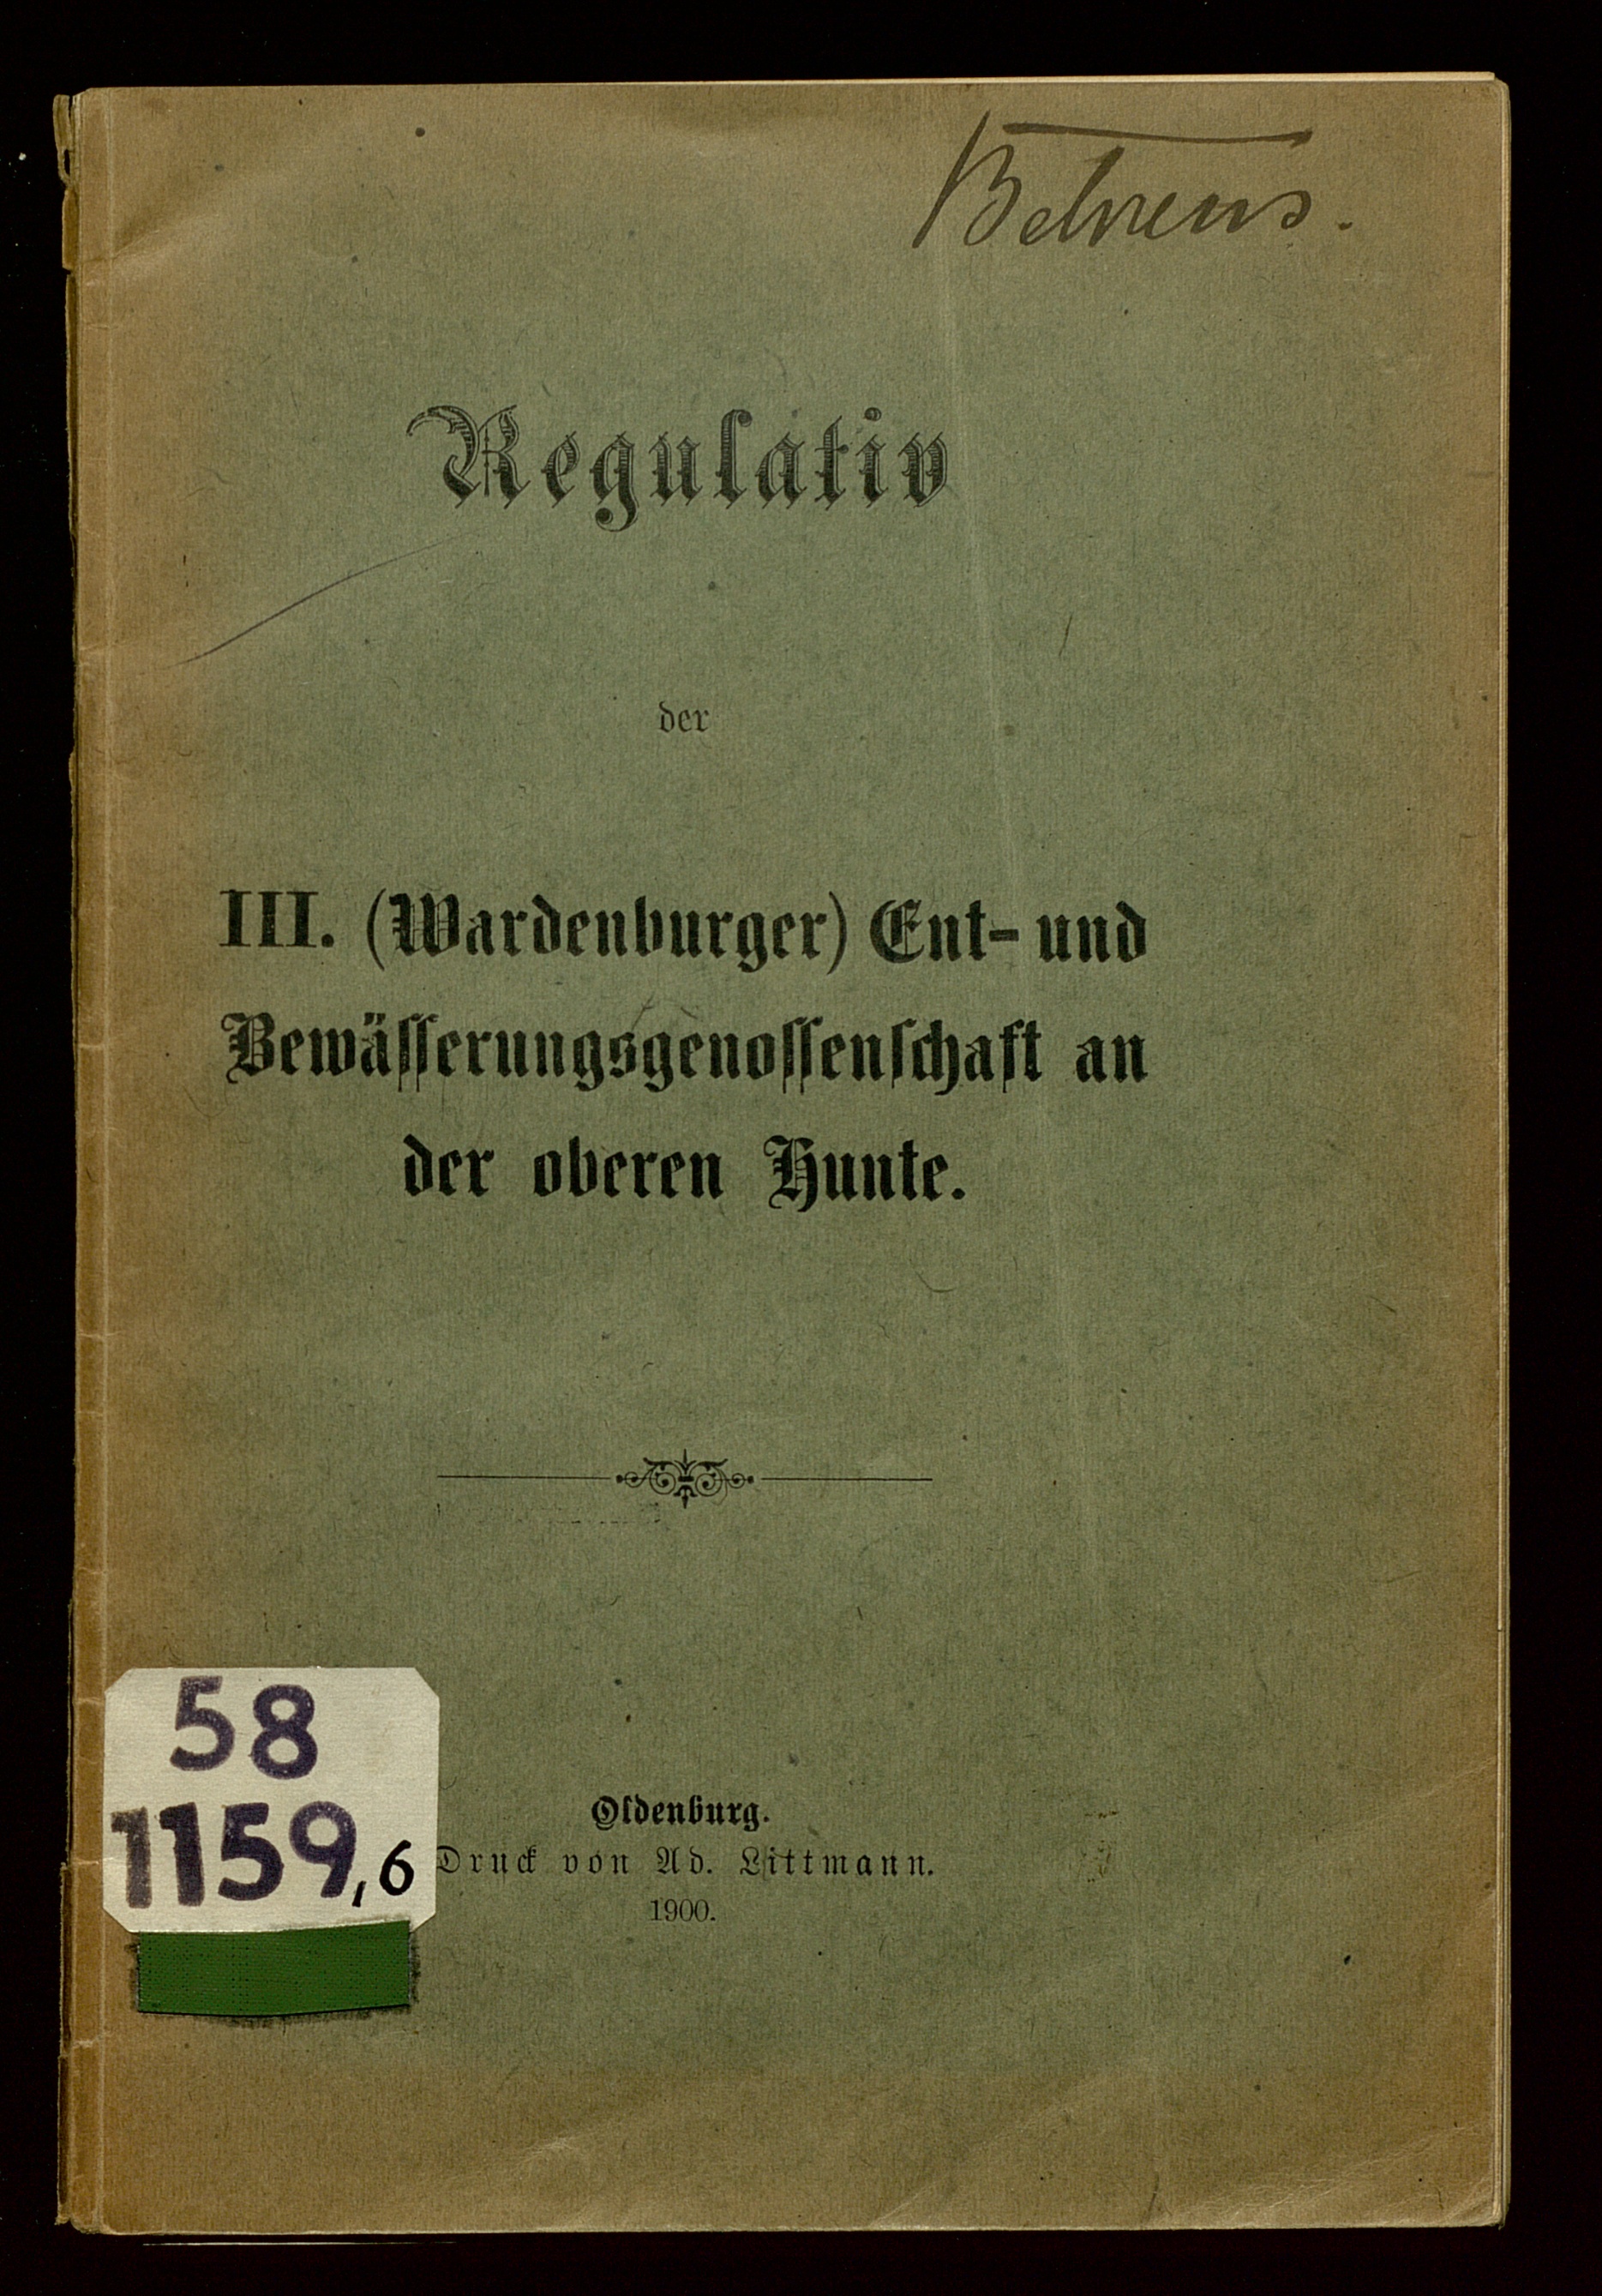 Behrens.
Regulativ
der
III. (Wardenburger) Ent- und
Bewässerungsgenossenschaft an
der oberen Hunte.
58
1159,6
Oldenburg.
Druck von Ad. Littmann.
1900.